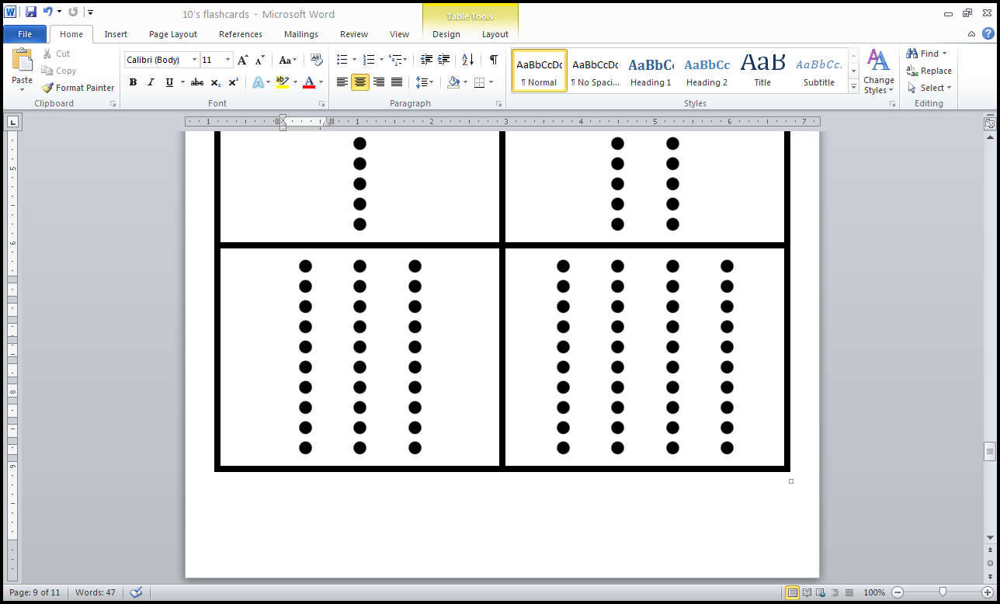 10's flashcards - Microsoft Word
Table Tools
File Home Insert Page Layout References Mailings Review View Design Layout
Paste
Cut
Copy
Format Painter
Clipboard
Calibri (Body) 11
Font
Paragraph
AaBbCcDc AaBbCcDc AaBbCc AaBbCc AaB AaBbCc.
¶ Normal ¶ No Spaci... Heading 1 Heading 2 Title Subtitle
Styles
Change
Styles
Find
Replace
Select
Editing
1 1 2 3 4 5 6 7
5
6
8
9
Page: 9 of 11 Words: 47 100%